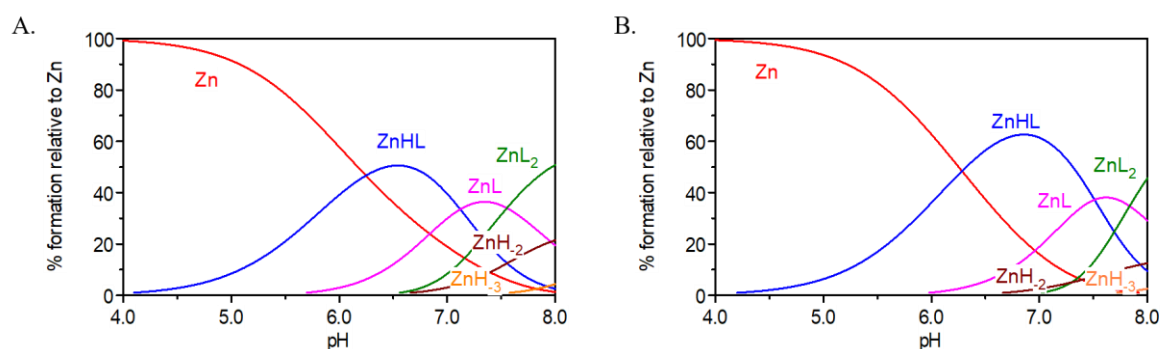 A.
% formation relative to Zn
100
80
60
40
20
0
4.0 5.0 6.0 7.0 8.0
pH
Zn
ZnHL
ZnL
ZnL₂
ZnH₋₂
ZnH₋₃
B.
% formation relative to Zn
100
80
60
40
20
0
4.0 5.0 6.0 7.0 8.0
pH
Zn
ZnHL
ZnL
ZnL₂
ZnH₋₂
ZnH₋₃